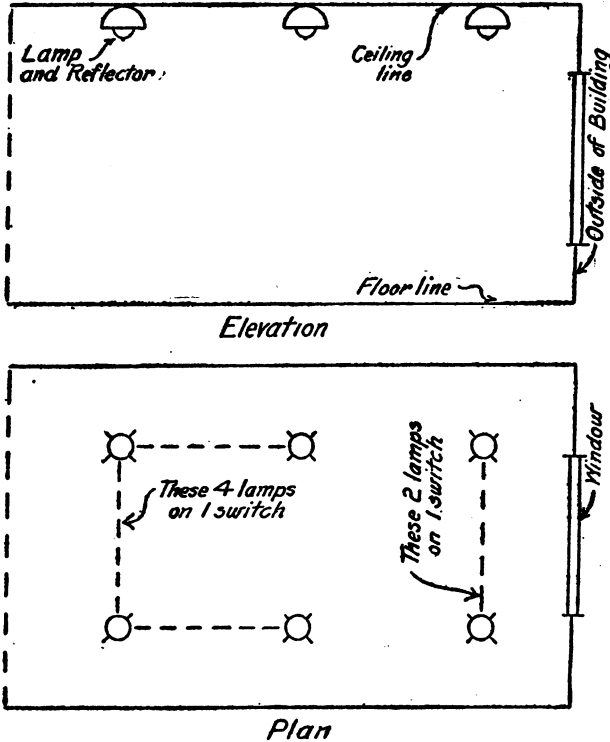 Lamp
and Reflector
Ceiling
line
Outside of Building
Floor line
Elevation
These 4 lamps
on 1 switch
These 2 lamps
on 1 switch
Window
Plan